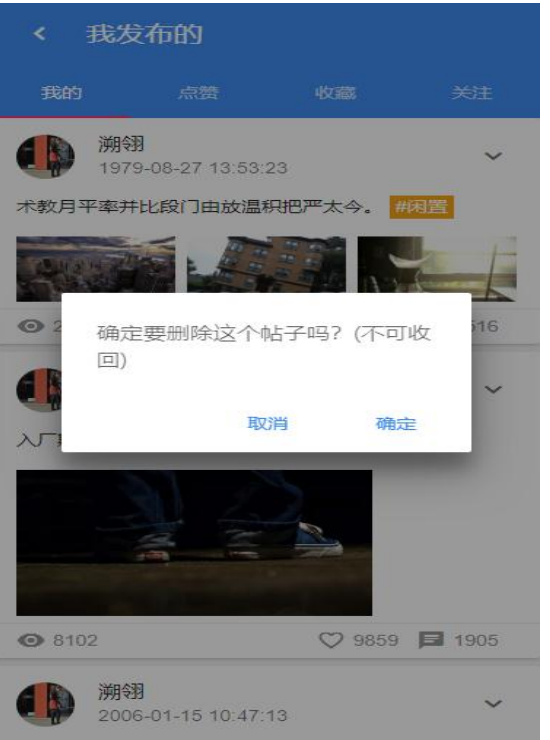 我发布的
我的 点赞 收藏 关注
溯翎
1979-08-27 13:53:23
术教月平率并比段门由放温积把严太今。 #闲置
2
516
确定要删除这个帖子吗？(不可收
回)
取消 确定
入厂
8102 9859 1905
溯翎
2006-01-15 10:47:13